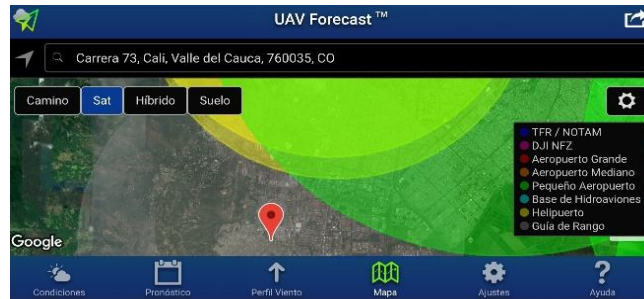 UAV Forecast™
Carrera 73, Cali, Valle del Cauca, 760035, CO
Camino
Sat
Híbrido
Suelo
TFR / NOTAM
DJI NFZ
Aeropuerto Grande
Aeropuerto Mediano
Pequeño Aeropuerto
Base de Hidroaviones
Helipuerto
Guía de Rango
Google
Condiciones
Pronóstico
Perfil Viento
Mapa
Ajustes
Ayuda